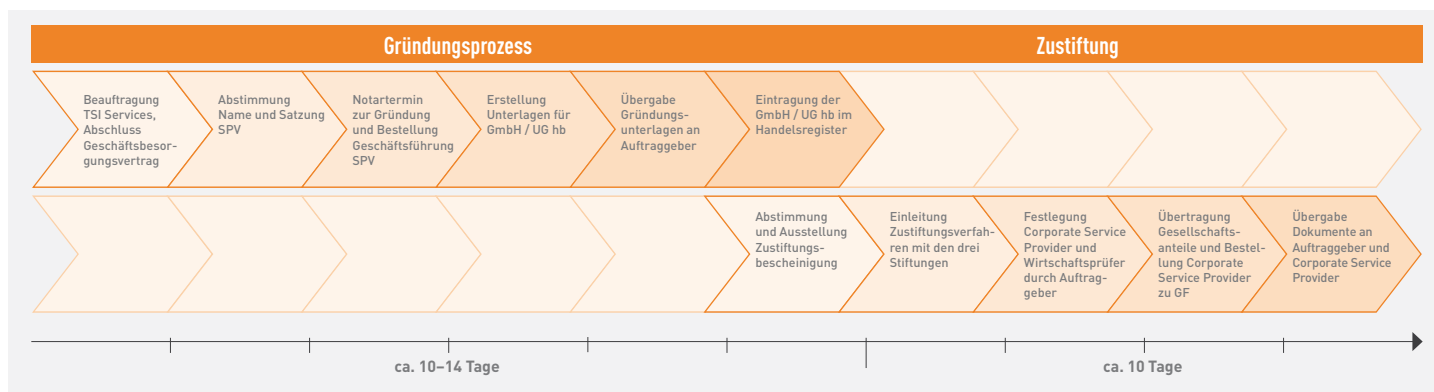 Gründungsprozess
Zustiftung
Beauftragung
TSI Services,
Abschluss
Geschäftsbesor-
gungsvertrag
Abstimmung
Name und Satzung
SPV
Notartermin
zur Gründung
und Bestellung
Geschäftsführung
SPV
Erstellung
Unterlagen für
GmbH / UG hb
Übergabe
Gründungs-
unterlagen an
Auftraggeber
Eintragung der
GmbH / UG hb im
Handelsregister
Abstimmung
und Ausstellung
Zustiftungs-
bescheinigung
Einleitung
Zustiftungsverfah-
ren mit den drei
Stiftungen
Festlegung
Corporate Service
Provider und
Wirtschaftsprüfer
durch Auftrag-
geber
Übertragung
Gesellschafts-
anteile und Bestel-
lung Corporate
Service Provider
zu GF
Übergabe
Dokumente an
Auftraggeber und
Corporate Service
Provider
ca. 10–14 Tage
ca. 10 Tage